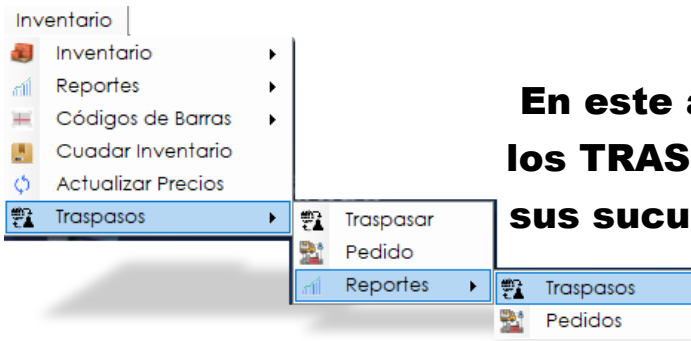 Inventario
Inventario
Reportes
Códigos de Barras
Cuadar Inventario
Actualizar Precios
Traspasos
Traspasar
Pedido
Reportes
Traspasos
Pedidos
En este
los TRAS
sus sucu